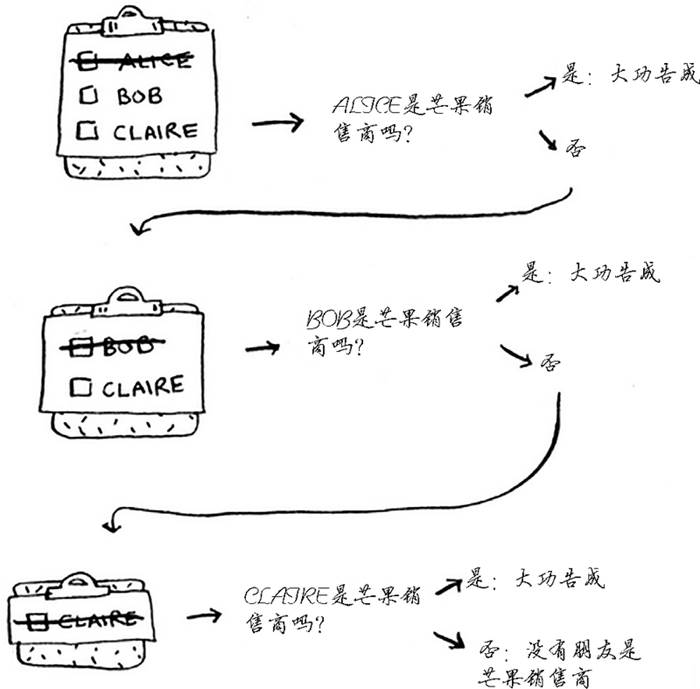 ALICE
BOB
CLAIRE
ALICE是芒果销
售商吗?
是：大功告成
否
BOB
CLAIRE
BOB是芒果销售
商吗?
是：大功告成
否
CLAIRE
CLAIRE是芒果销
售商吗?
是：大功告成
否：没有朋友是
芒果销售商